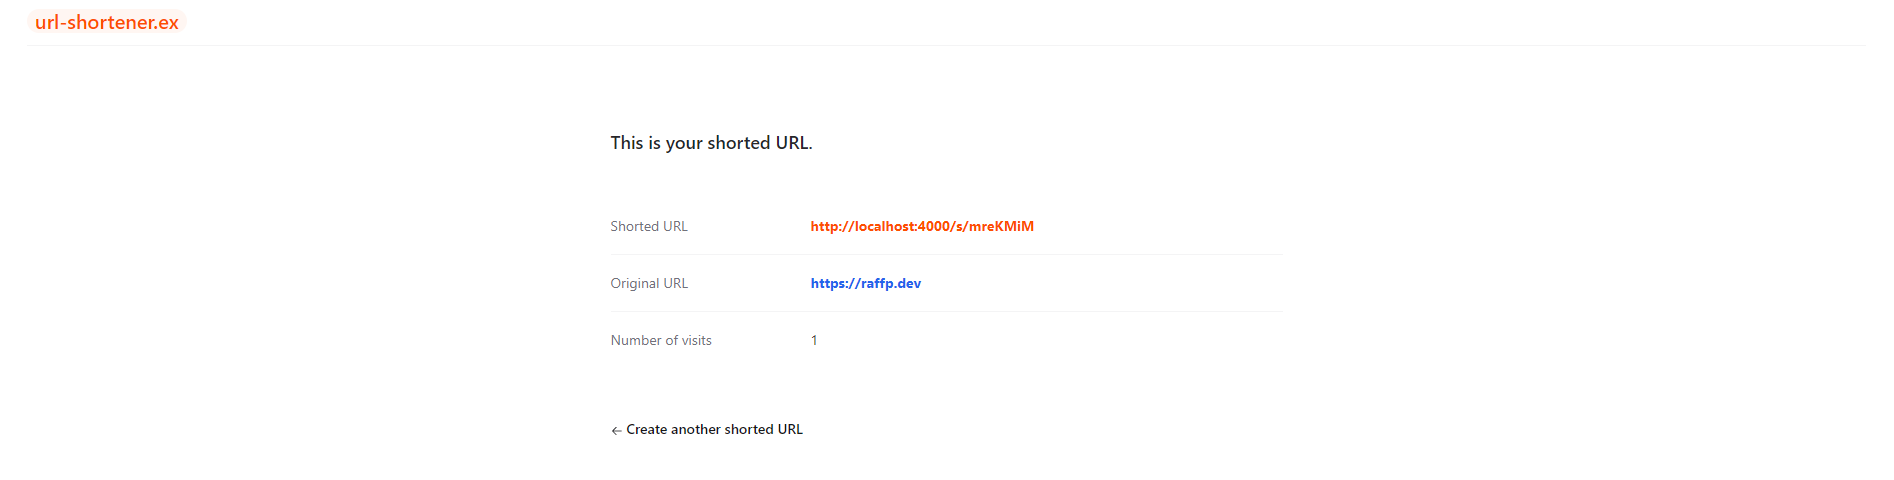 url-shortener.ex
This is your shorted URL.
Shorted URL http://localhost:4000/s/mreKMiM
Original URL https://raffp.dev
Number of visits 1
← Create another shorted URL